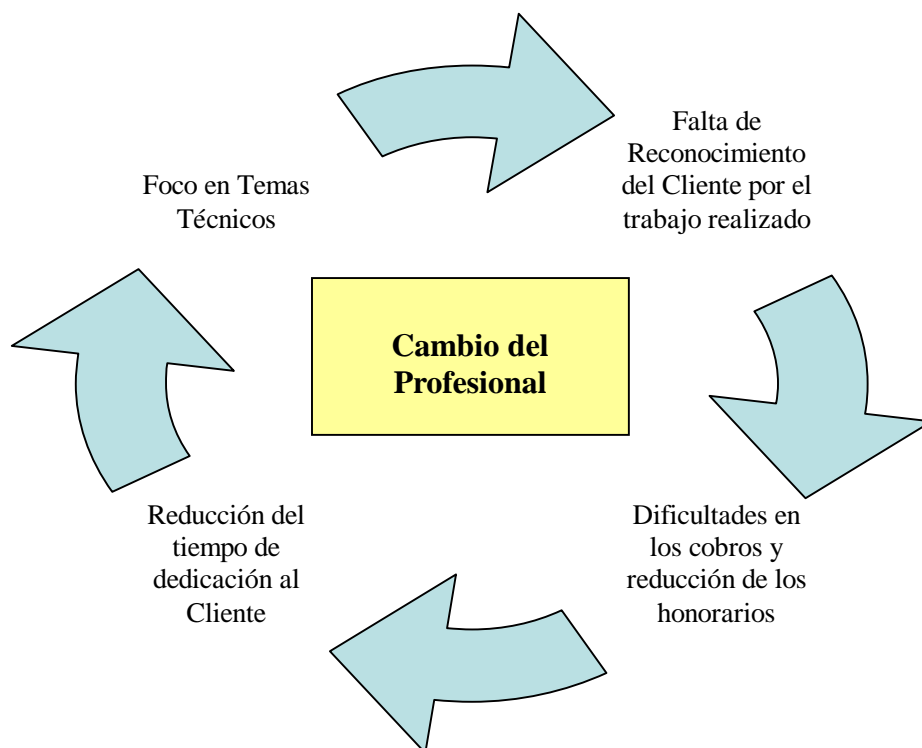 Foco en Temas
Técnicos
Falta de
Reconocimiento
del Cliente por el
trabajo realizado
Cambio del
Profesional
Reducción del
tiempo de
dedicación al
Cliente
Dificultades en
los cobros y
reducción de los
honorarios